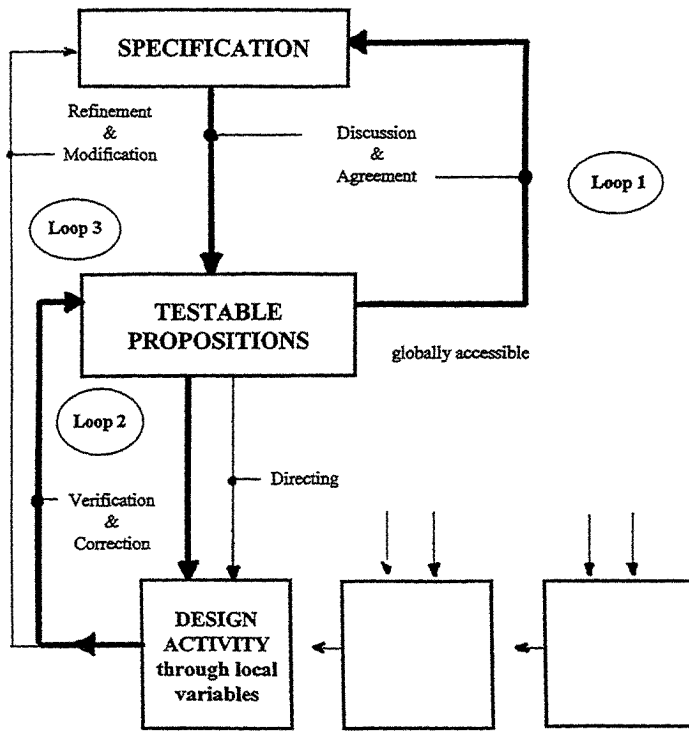 SPECIFICATION
Refinement
&
Modification
Discussion
&
Agreement
Loop 1
Loop 3
TESTABLE
PROPOSITIONS
globally accessible
Loop 2
Directing
Verification
&
Correction
DESIGN
ACTIVITY
through local
variables